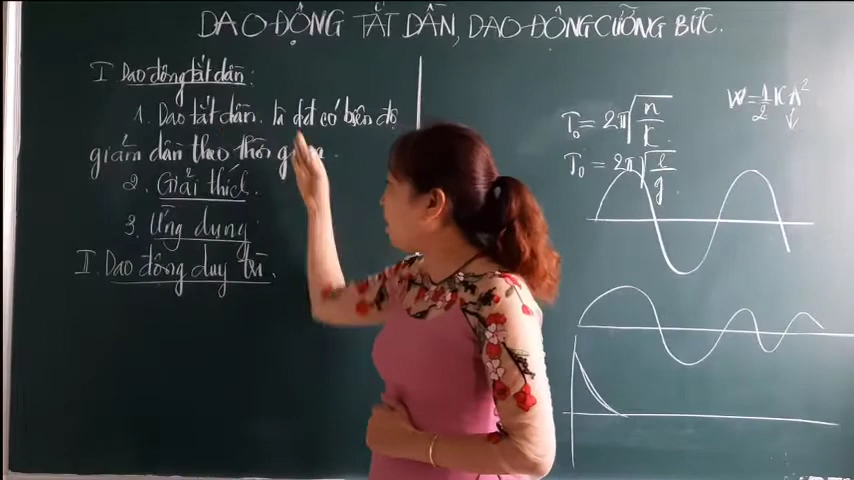 DAO ĐỘNG TẮT DẦN, DAO ĐỘNG CƯỠNG BỨC.
I Dao động tắt dần:
1. Dao tắt dần. là dđ có biên độ
giảm dần theo thời gian.
2. Giải thích.
3. Ứng dụng
II. Dao động duy trì.
T₀ = 2π√(m/K)
T₀ = 2π√(l/g)
W = 1/2 KA²